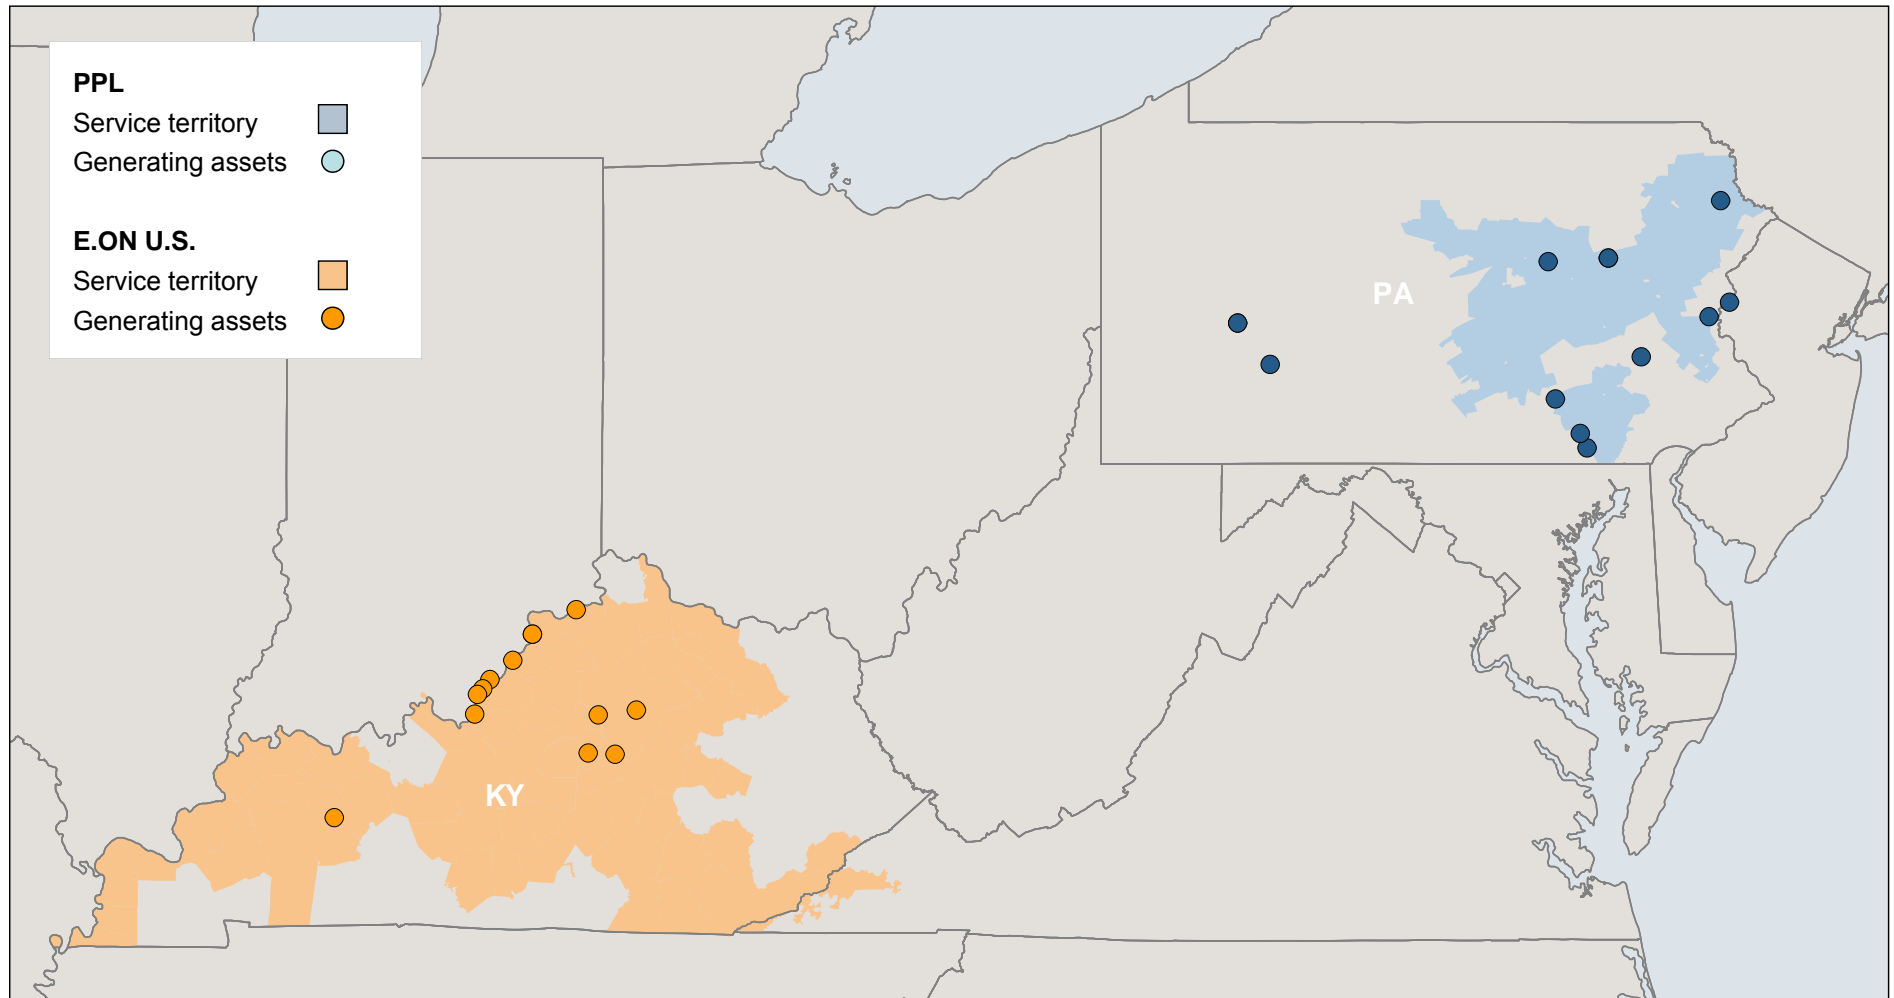 PPL
Service territory
Generating assets
E.ON U.S.
Service territory
Generating assets
PA
KY